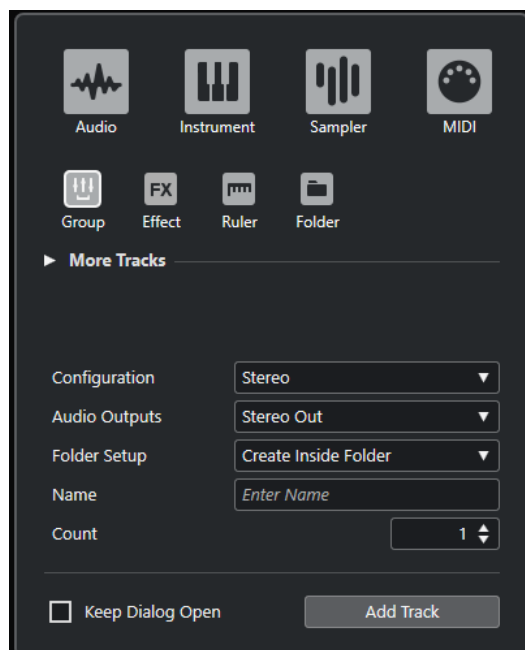 Audio Instrument Sampler MIDI
FX
Group Effect Ruler Folder
More Tracks
Configuration Stereo
Audio Outputs Stereo Out
Folder Setup Create Inside Folder
Name Enter Name
Count 1
Keep Dialog Open Add Track